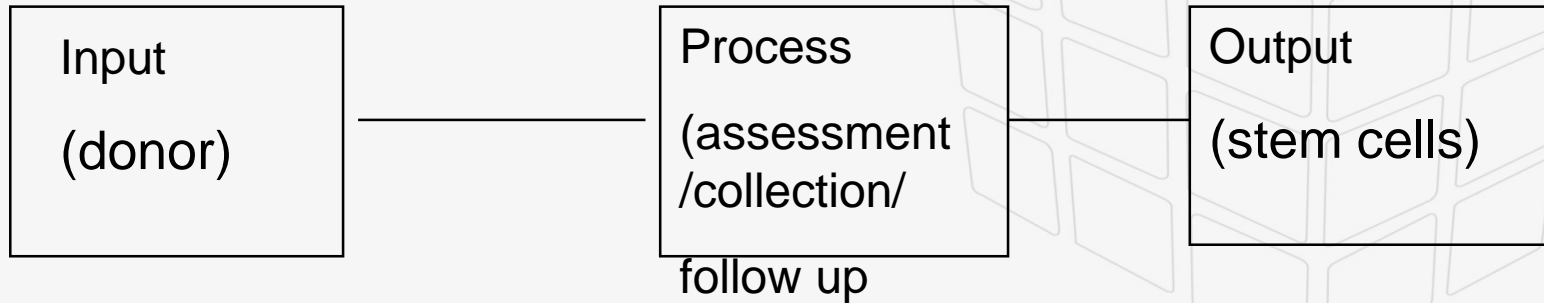 Input
(donor)
Process
(assessment
/collection/
follow up
Output
(stem cells)